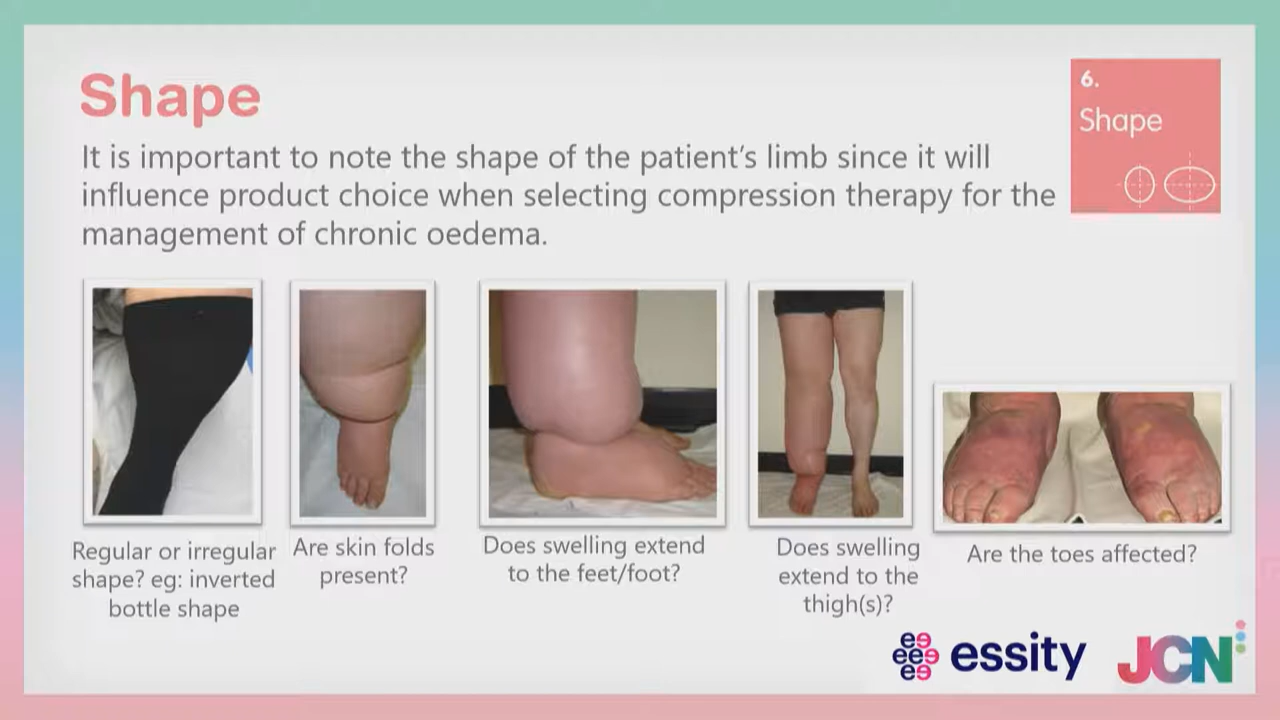 Shape
It is important to note the shape of the patient's limb since it will
influence product choice when selecting compression therapy for the
management of chronic oedema.
6.
Shape
Regular or irregular
shape? eg: inverted
bottle shape
Are skin folds
present?
Does swelling extend
to the feet/foot?
Does swelling
extend to the
thigh(s)?
Are the toes affected?
essity
JCN